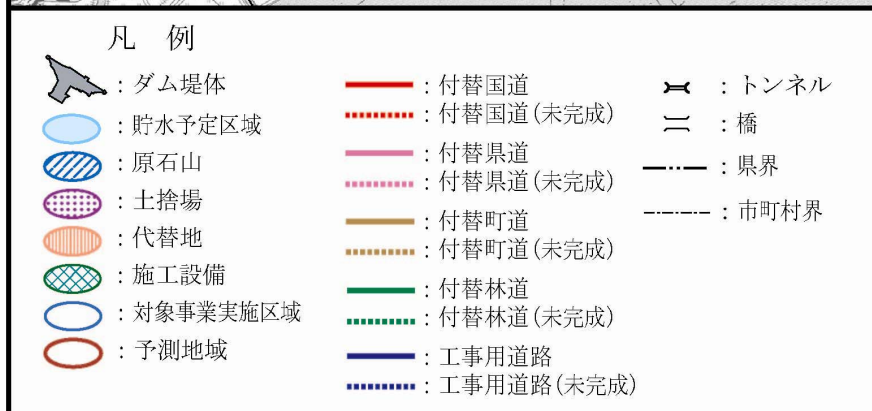 凡 例
：ダム堤体
：貯水予定区域
：原石山
：土捨場
：代替地
：施工設備
：対象事業実施区域
：予測地域
：付替国道
：付替国道(未完成)
：付替県道
：付替県道(未完成)
：付替町道
：付替町道(未完成)
：付替林道
：付替林道(未完成)
：工事用道路
：工事用道路(未完成)
：トンネル
：橋
：県界
：市町村界